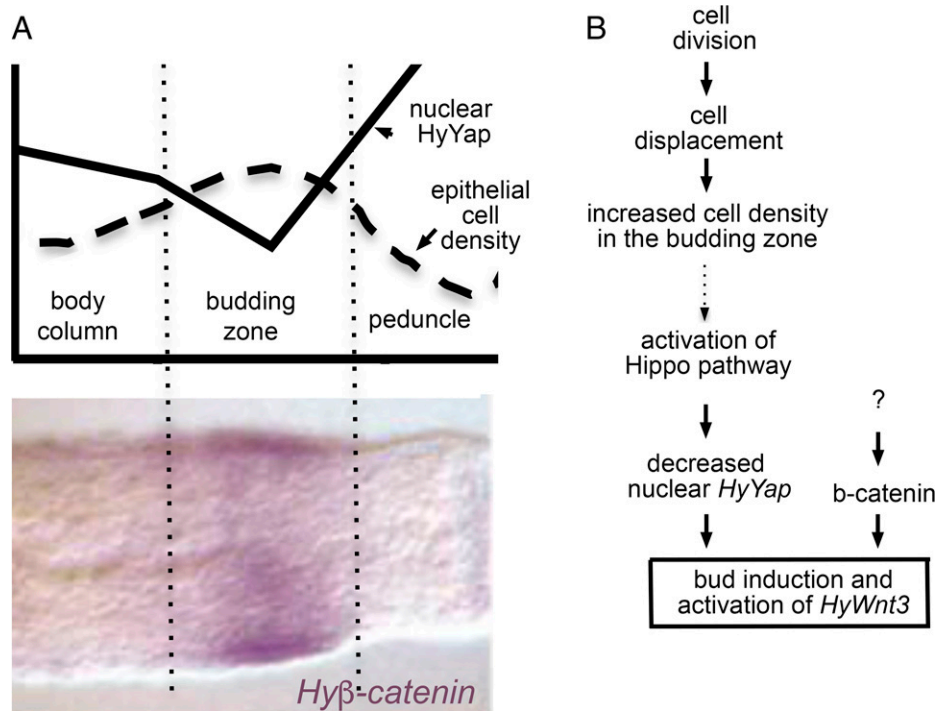 A
nuclear
HyYap
epithelial
cell
density
body
column
budding
zone
peduncle
Hyβ-catenin
B
cell
division
cell
displacement
increased cell density
in the budding zone
activation of
Hippo pathway
decreased
nuclear HyYap
?
b-catenin
bud induction and
activation of HyWnt3